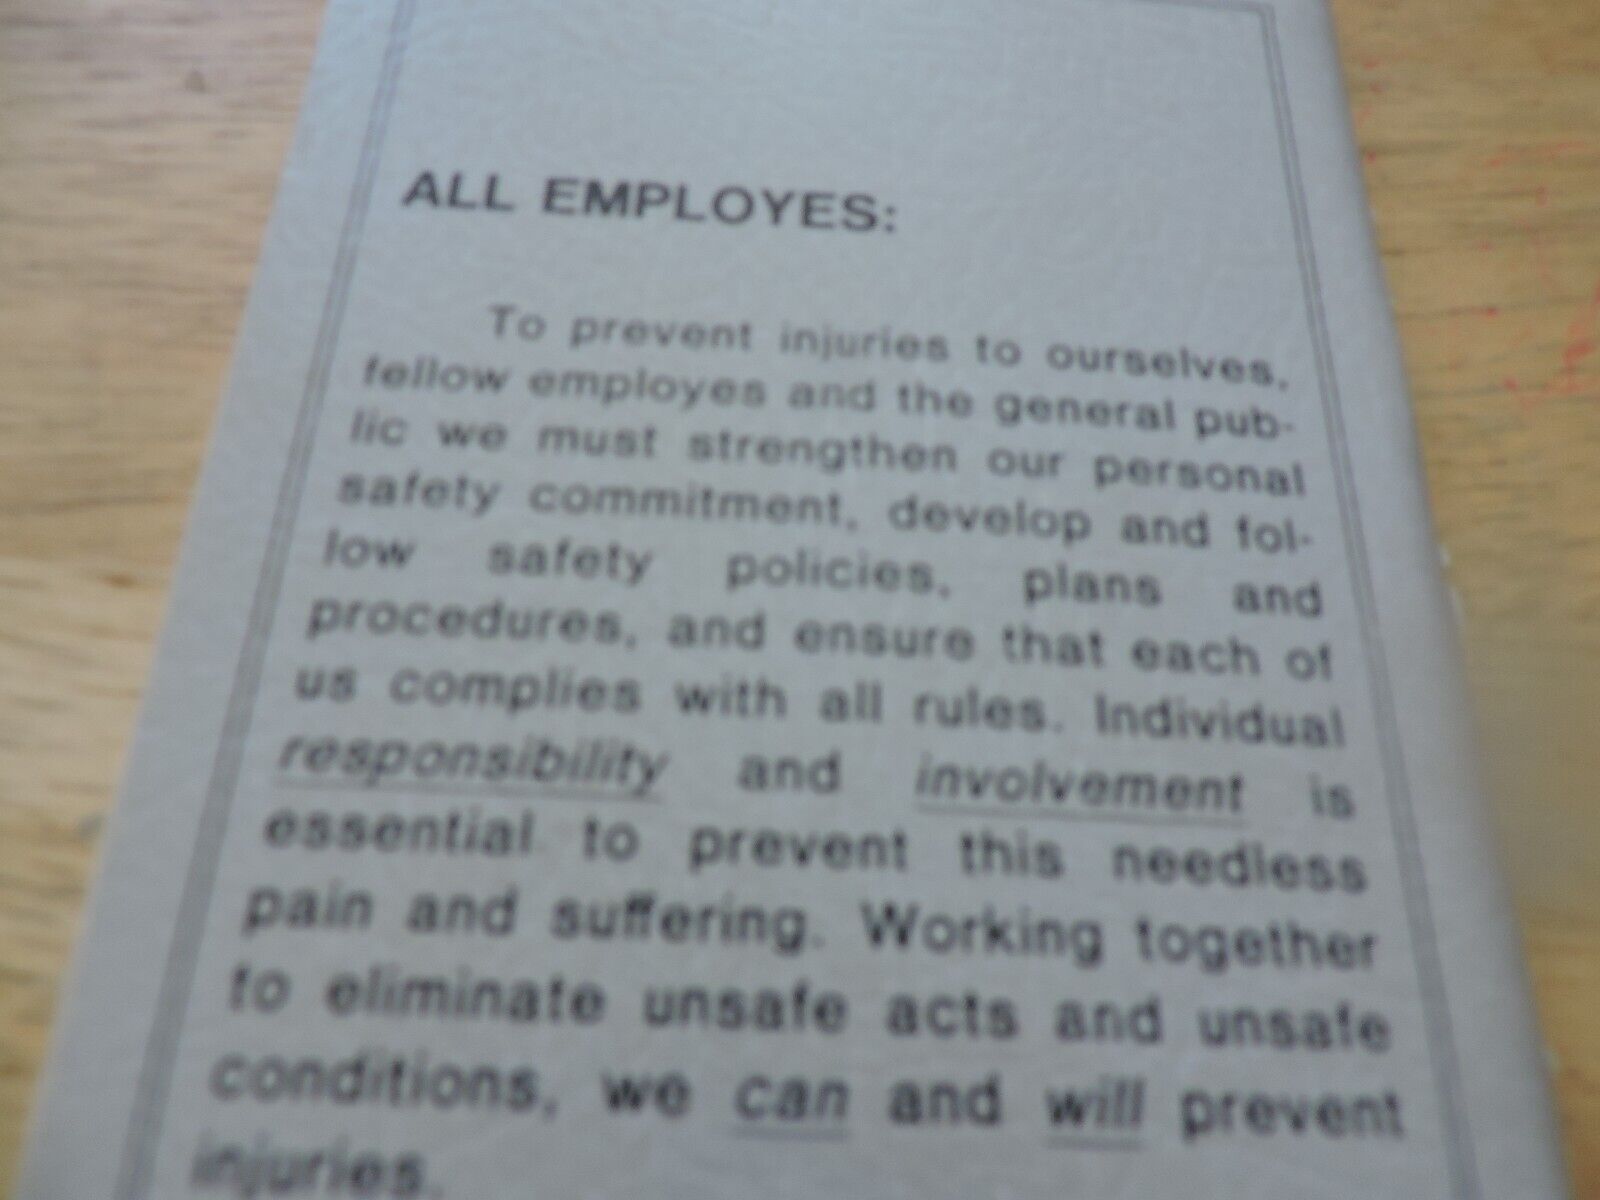 ALL EMPLOYES:
To prevent injuries to ourselves,
fellow employes and the general pub-
lic we must strengthen our personal
safety commitment, develop and fol-
low safety policies, plans and
procedures, and ensure that each of
us complies with all rules. Individual
responsibility and involvement is
essential to prevent this needless
pain and suffering. Working together
to eliminate unsafe acts and unsafe
conditions, we can and will prevent
injuries.